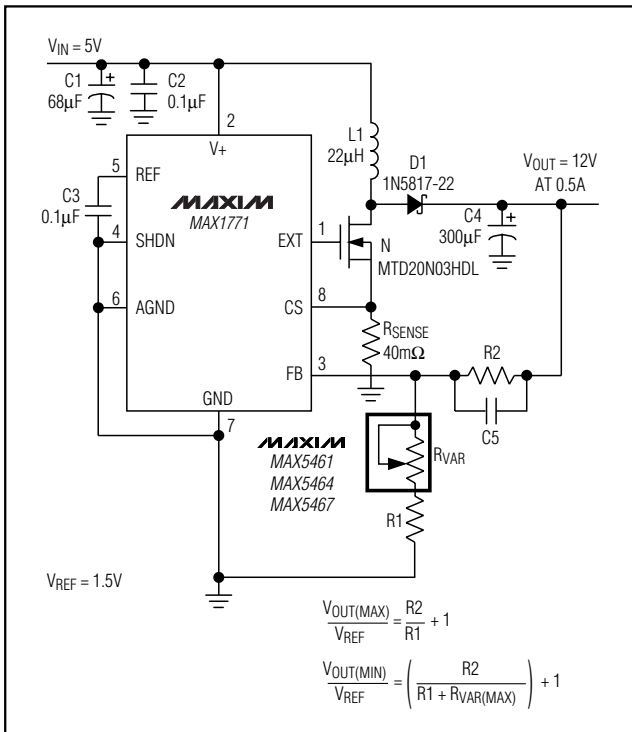 V_IN = 5V
C1
68μF
+
C2
0.1μF
2
V+
L1
22μH
D1
1N5817-22
V_OUT = 12V
AT 0.5A
5
REF
MAXIM
MAX1771
C3
0.1μF
4
SHDN
EXT
1
N
MTD20N03HDL
C4
300μF
+
6
AGND
CS
8
R_SENSE
40mΩ
FB
3
R2
C5
GND
7
MAXIM
MAX5461
MAX5464
MAX5467
R_VAR
R1
V_REF = 1.5V
V_OUT(MAX)/V_REF = R2/R1 + 1
V_OUT(MIN)/V_REF = (R2/(R1 + R_VAR(MAX))) + 1